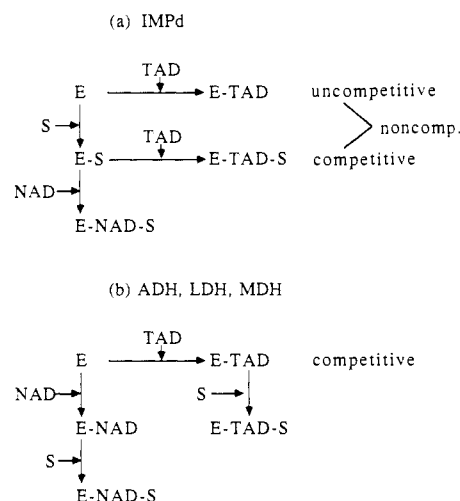 (a) IMPd
TAD
E E-TAD uncompetitive
S noncomp.
TAD
E-S E-TAD-S competitive
NAD
E-NAD-S
(b) ADH, LDH, MDH
TAD
E E-TAD competitive
NAD S
E-NAD E-TAD-S
S
E-NAD-S